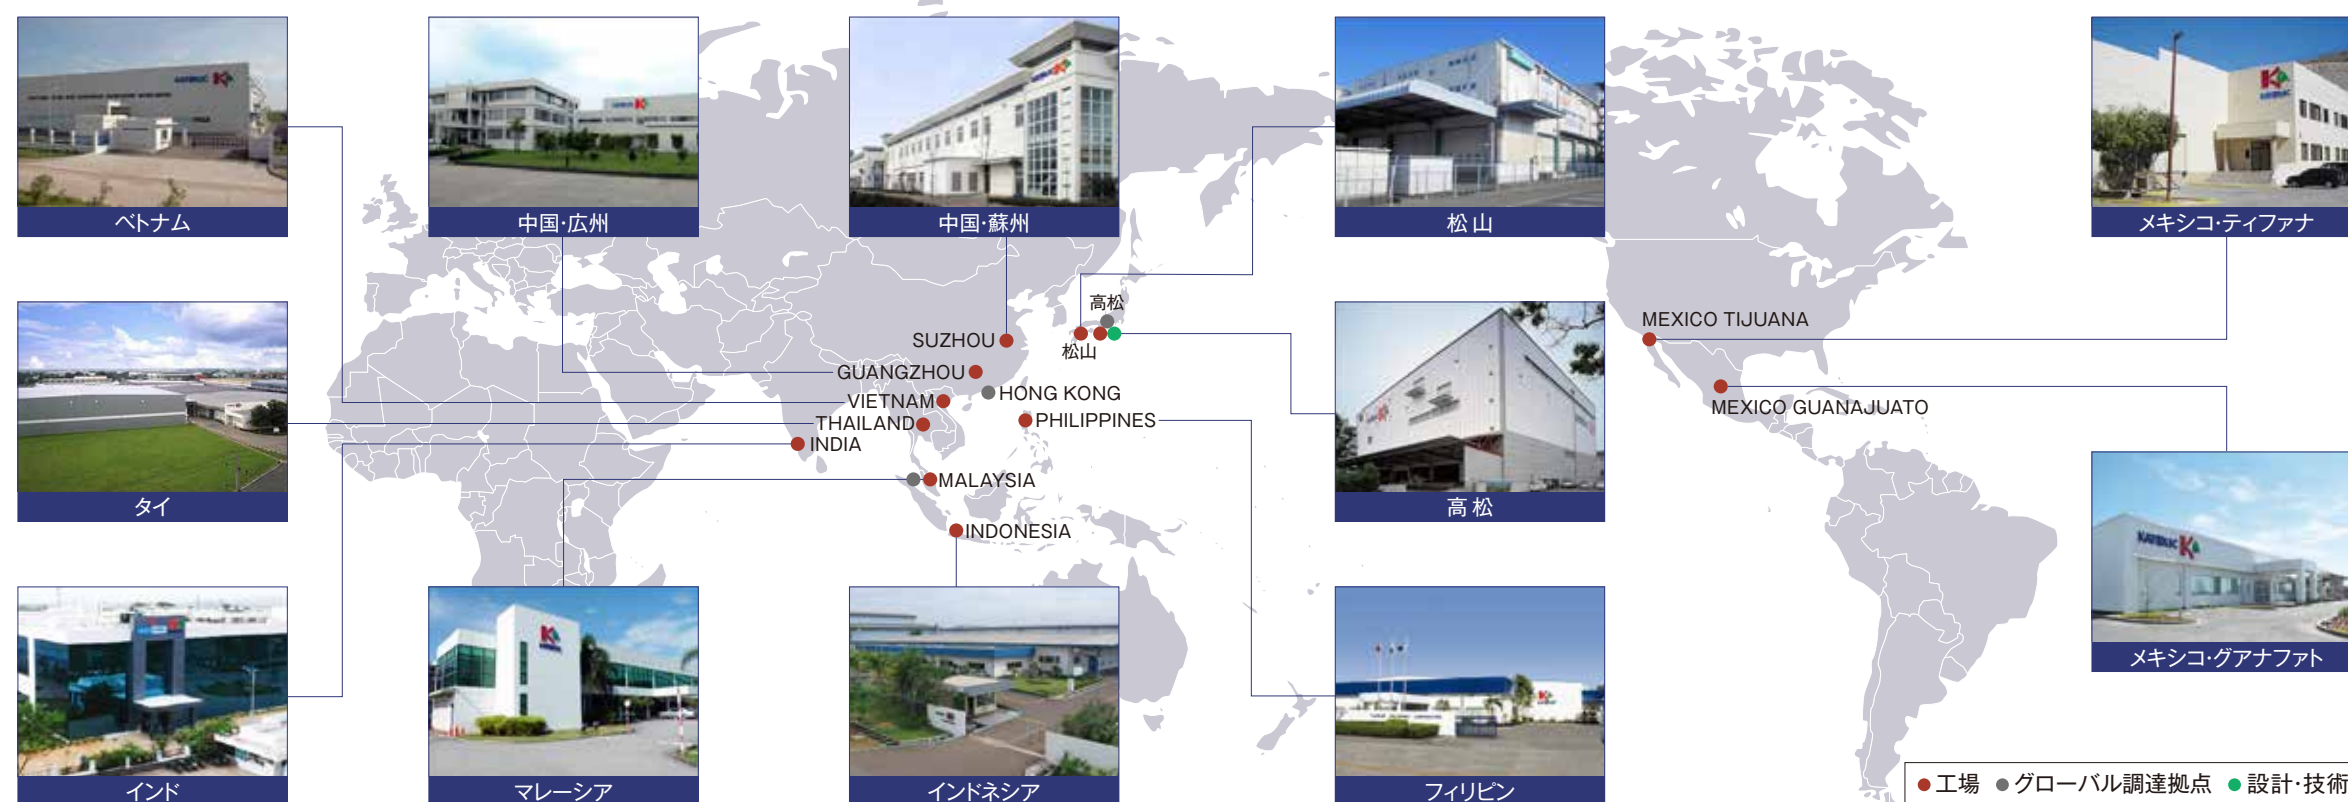 ベトナム
中国・広州
中国・蘇州
松山
メキシコ・ティファナ
タイ
高松
松山
SUZHOU
GUANGZHOU
HONG KONG
VIETNAM
THAILAND
PHILIPPINES
INDIA
MALAYSIA
INDONESIA
MEXICO TIJUANA
MEXICO GUANAJUATO
高松
メキシコ・グアナファト
インド
マレーシア
インドネシア
フィリピン
工場 グローバル調達拠点 設計・技術